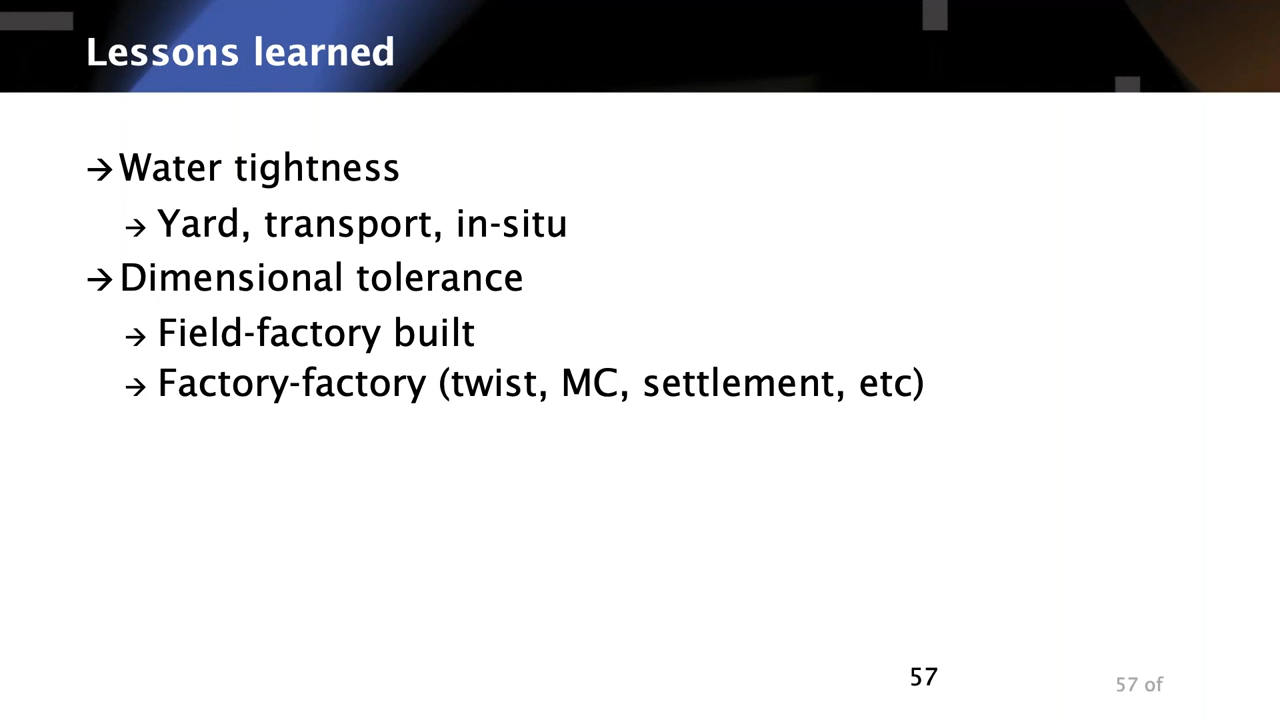 Lessons learned
→Water tightness
→ Yard, transport, in-situ
→Dimensional tolerance
→ Field-factory built
→ Factory-factory (twist, MC, settlement, etc)
57
57 of